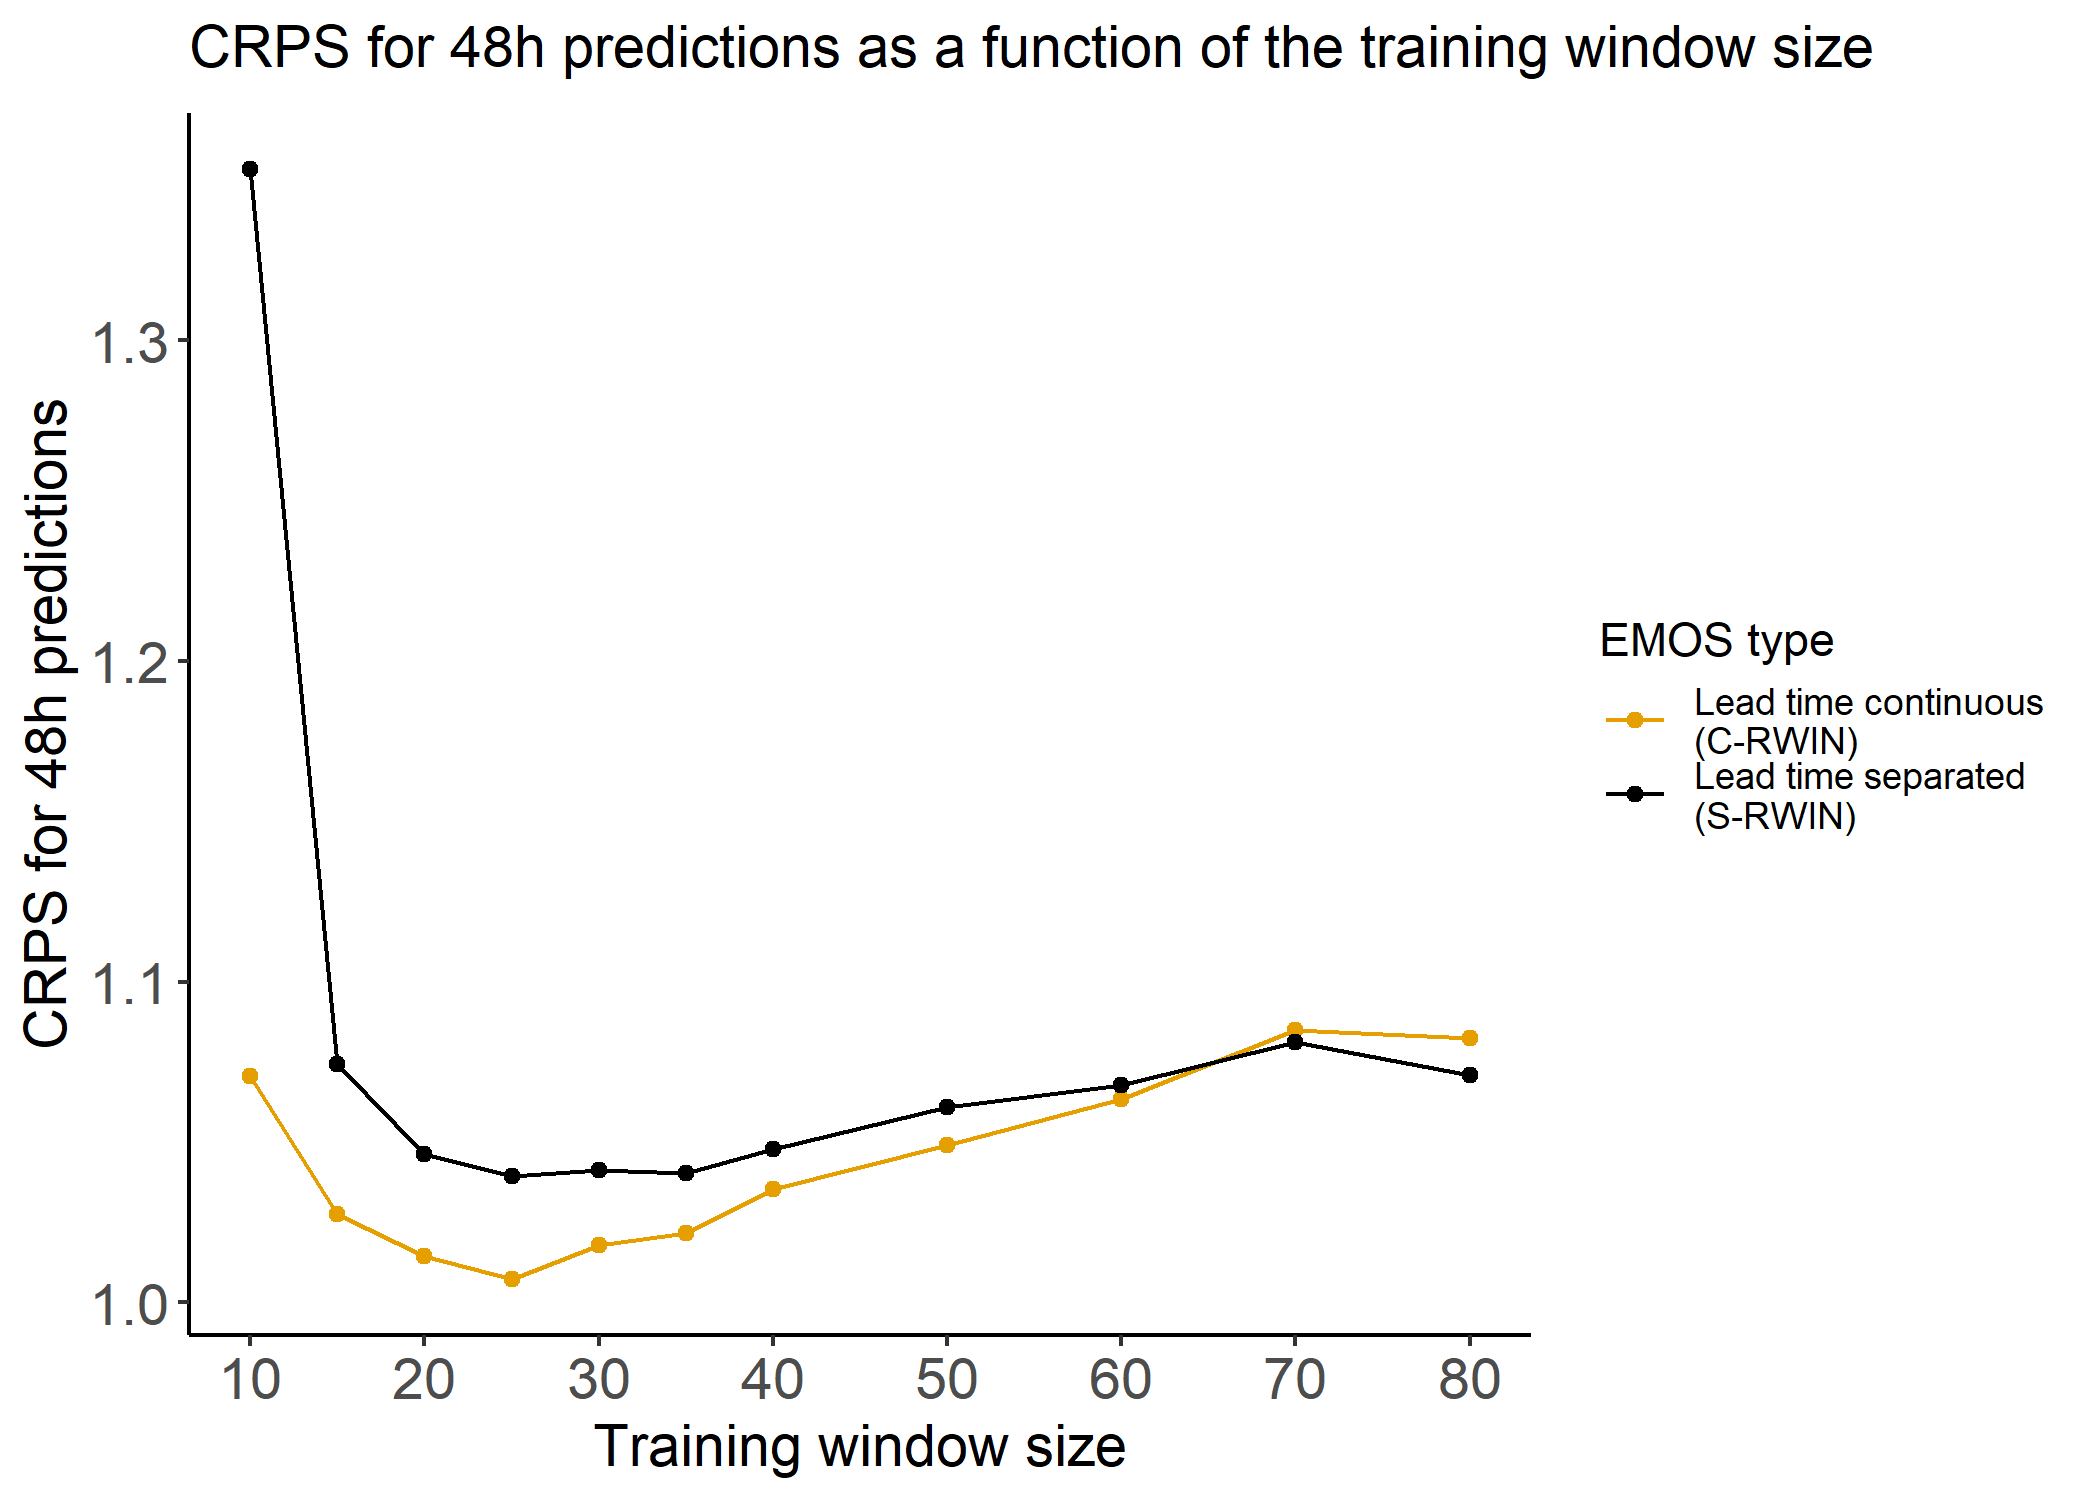 CRPS for 48h predictions as a function of the training window size
CRPS for 48h predictions
1.3
1.2
1.1
1.0
10 20 30 40 50 60 70 80
Training window size
EMOS type
Lead time continuous
(C-RWIN)
Lead time separated
(S-RWIN)